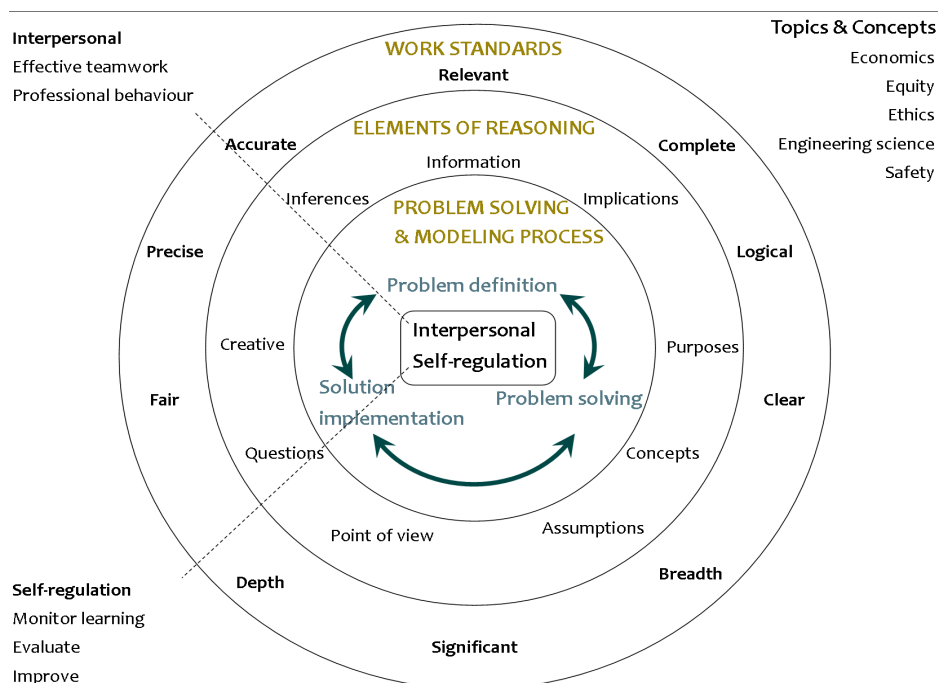 Interpersonal
Effective teamwork
Professional behaviour
Topics & Concepts
Economics
Equity
Ethics
Engineering science
Safety
WORK STANDARDS
Relevant
Accurate
Complete
Precise
Logical
Fair
Clear
Depth
Breadth
Significant
ELEMENTS OF REASONING
Information
Inferences
Implications
Creative
Purposes
Questions
Concepts
Point of view
Assumptions
PROBLEM SOLVING
& MODELING PROCESS
Problem definition
Interpersonal
Self-regulation
Solution
implementation
Problem solving
Self-regulation
Monitor learning
Evaluate
Improve